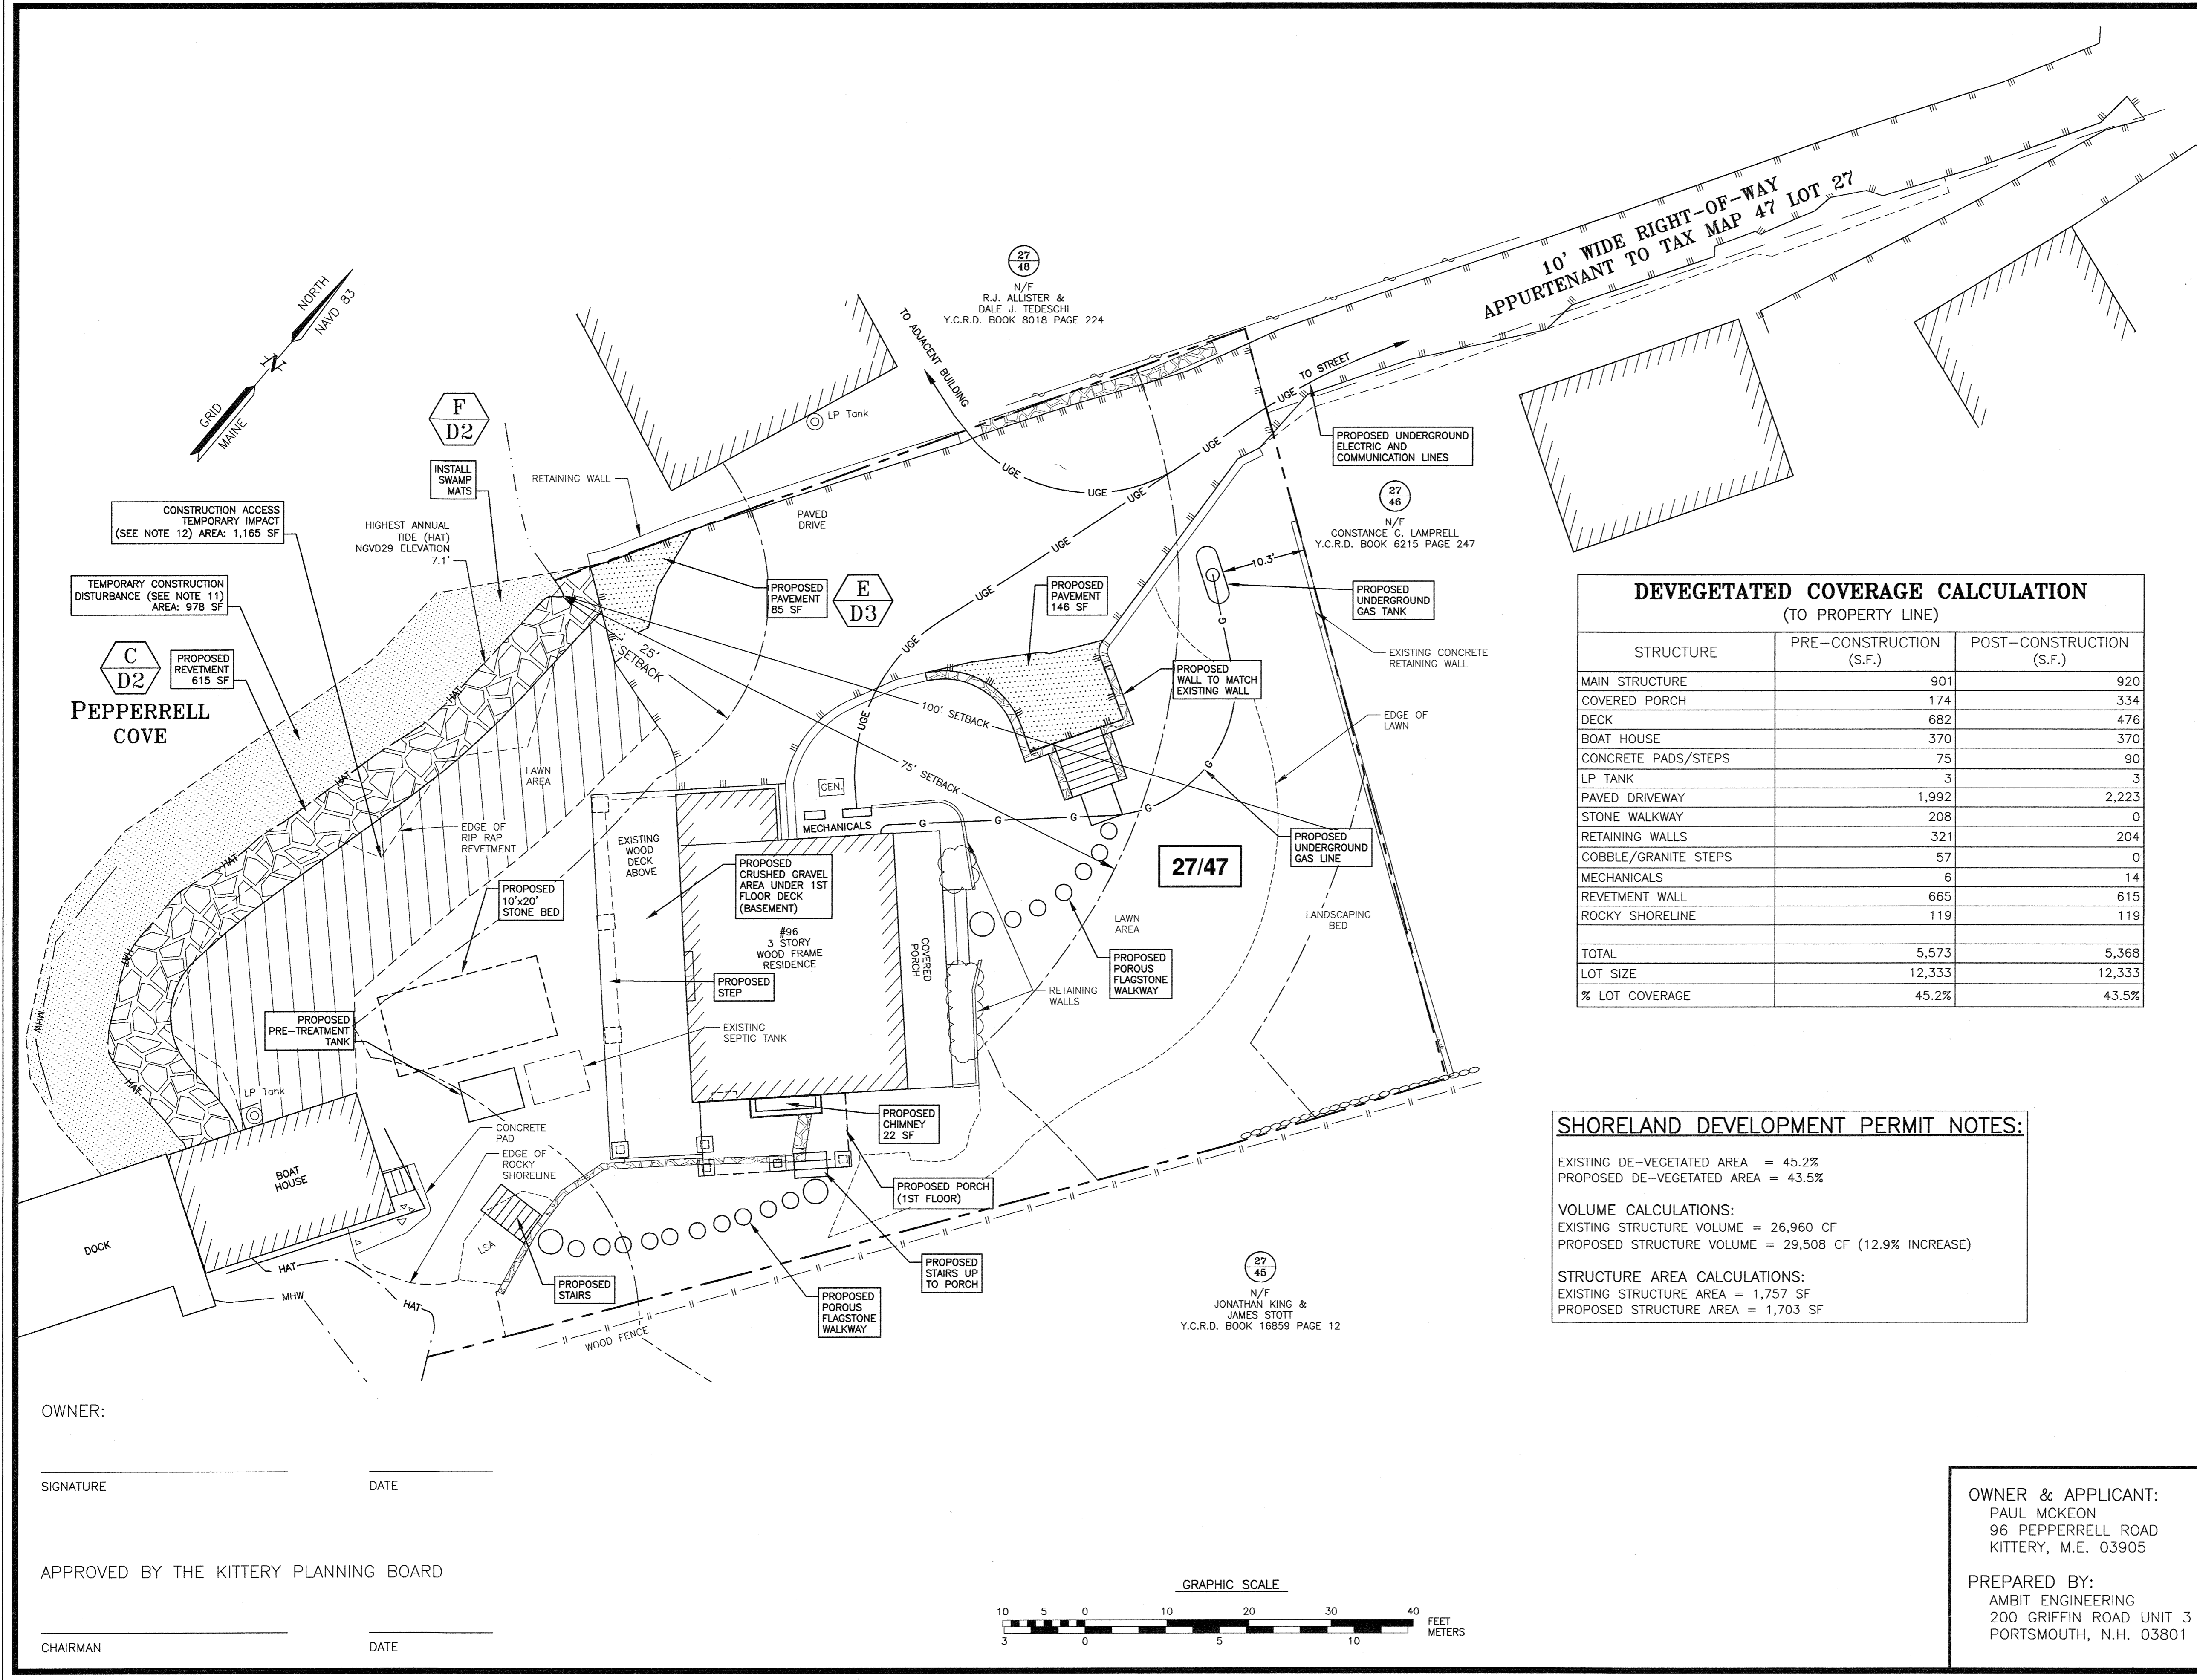 10' WIDE RIGHT-OF-WAY
APPURTENANT TO TAX MAP 47 LOT 27
27
48
N/F
R.J. ALLISTER &
DALE J. TEDESCHI
Y.C.R.D. BOOK 8018 PAGE 224
NORTH
NAVD 83
N
GRID
MAINE
TO ADJACENT BUILDING
TO STREET
UGE
LP Tank
F
D2
INSTALL
SWAMP
MATS
RETAINING WALL
PAVED
DRIVE
UGE
UGE
UGE
UGE
UGE
PROPOSED UNDERGROUND
ELECTRIC AND
COMMUNICATION LINES
27
46
N/F
CONSTANCE C. LAMPRELL
Y.C.R.D. BOOK 6215 PAGE 247
CONSTRUCTION ACCESS
TEMPORARY IMPACT
(SEE NOTE 12) AREA: 1,165 SF
HIGHEST ANNUAL
TIDE (HAT)
NGVD29 ELEVATION
7.1'
TEMPORARY CONSTRUCTION
DISTURBANCE (SEE NOTE 11)
AREA: 978 SF
C
D2
PROPOSED
REVETMENT
615 SF
PEPPERRELL
COVE
PROPOSED
PAVEMENT
85 SF
E
D3
25'
SETBACK
UGE
UGE
PROPOSED
PAVEMENT
146 SF
10.3'
PROPOSED
UNDERGROUND
GAS TANK
G
EXISTING CONCRETE
RETAINING WALL
PROPOSED
WALL TO MATCH
EXISTING WALL
EDGE OF
LAWN
100' SETBACK
75' SETBACK
UGE
HAT
HAT
HAT
HAT
HAT
MHW
LAWN
AREA
EDGE OF
RIP RAP
REVETMENT
GEN.
MECHANICALS
G
G
G
G
G
EXISTING
WOOD
DECK
ABOVE
PROPOSED
CRUSHED GRAVEL
AREA UNDER 1ST
FLOOR DECK
(BASEMENT)
PROPOSED
UNDERGROUND
GAS LINE
27/47
PROPOSED
10'x20'
STONE BED
#96
3 STORY
WOOD FRAME
RESIDENCE
COVERED
PORCH
LAWN
AREA
LANDSCAPING
BED
PROPOSED
POROUS
FLAGSTONE
WALKWAY
PROPOSED
STEP
RETAINING
WALLS
PROPOSED
PRE-TREATMENT
TANK
EXISTING
SEPTIC TANK
LP Tank
CONCRETE
PAD
EDGE OF
ROCKY
SHORELINE
PROPOSED
CHIMNEY
22 SF
BOAT
HOUSE
DOCK
PROPOSED PORCH
(1ST FLOOR)
LSA
HAT
MHW
HAT
PROPOSED
STAIRS
PROPOSED
STAIRS UP
TO PORCH
PROPOSED
POROUS
FLAGSTONE
WALKWAY
WOOD FENCE
27
45
N/F
JONATHAN KING &
JAMES STOTT
Y.C.R.D. BOOK 16859 PAGE 12
DEVEGETATED COVERAGE CALCULATION
(TO PROPERTY LINE)
STRUCTURE PRE-CONSTRUCTION (S.F.) POST-CONSTRUCTION (S.F.)
MAIN STRUCTURE 901 920
COVERED PORCH 174 334
DECK 682 476
BOAT HOUSE 370 370
CONCRETE PADS/STEPS 75 90
LP TANK 3 3
PAVED DRIVEWAY 1,992 2,223
STONE WALKWAY 208 0
RETAINING WALLS 321 204
COBBLE/GRANITE STEPS 57 0
MECHANICALS 6 14
REVETMENT WALL 665 615
ROCKY SHORELINE 119 119
TOTAL 5,573 5,368
LOT SIZE 12,333 12,333
% LOT COVERAGE 45.2% 43.5%
SHORELAND DEVELOPMENT PERMIT NOTES:
EXISTING DE-VEGETATED AREA = 45.2%
PROPOSED DE-VEGETATED AREA = 43.5%
VOLUME CALCULATIONS:
EXISTING STRUCTURE VOLUME = 26,960 CF
PROPOSED STRUCTURE VOLUME = 29,508 CF (12.9% INCREASE)
STRUCTURE AREA CALCULATIONS:
EXISTING STRUCTURE AREA = 1,757 SF
PROPOSED STRUCTURE AREA = 1,703 SF
OWNER:
SIGNATURE DATE
APPROVED BY THE KITTERY PLANNING BOARD
CHAIRMAN DATE
GRAPHIC SCALE
10 5 0 10 20 30 40
FEET
METERS
3 0 5 10
OWNER & APPLICANT:
PAUL MCKEON
96 PEPPERRELL ROAD
KITTERY, M.E. 03905
PREPARED BY:
AMBIT ENGINEERING
200 GRIFFIN ROAD UNIT 3
PORTSMOUTH, N.H. 03801